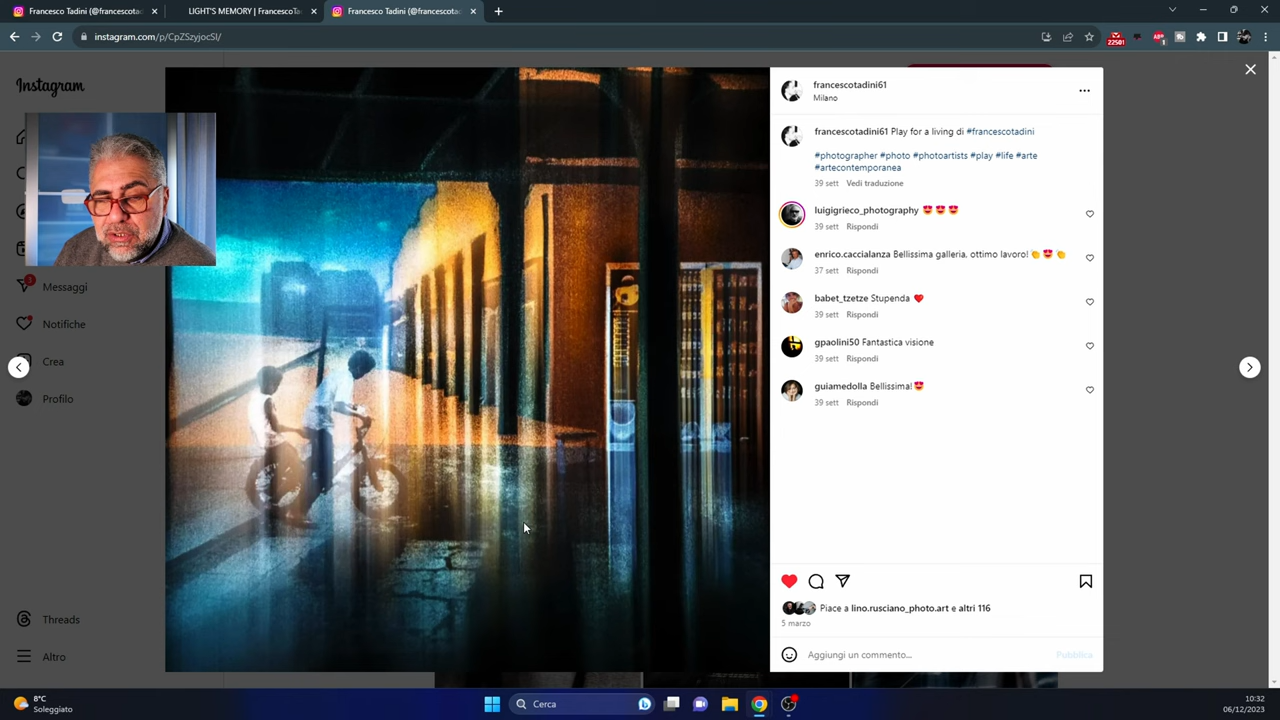 Francesco Tadini (@francescotad
LIGHT'S MEMORY | FrancescoTa
Francesco Tadini (@francescota
instagram.com/p/CpZSzyjocSI/
22501
Instagram
francescotadini61
Milano
francescotadini61 Play for a living di #francescotadini
#photographer #photo #photoartists #play #life #arte
#artecontemporanea
39 sett Vedi traduzione
luigigrieco_photography 😍😍😍
39 sett Rispondi
enrico.caccialanza Bellissima galleria, ottimo lavoro!👏😍👏
37 sett Rispondi
babet_tzetze Stupenda ❤️
39 sett Rispondi
gpaolini50 Fantastica visione
39 sett Rispondi
guiamedolla Bellissima!😍
39 sett Rispondi
1
Messaggi
Notifiche
Crea
Profilo
Threads
Altro
Piace a lino.rusciano_photo.art e altri 116
5 marzo
Aggiungi un commento...
Pubblica
8°C
Soleggiato
Cerca
10:32
06/12/2023